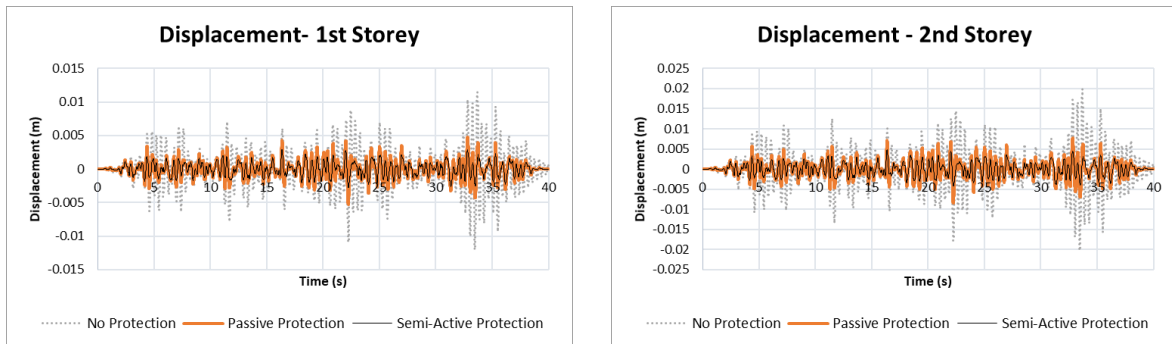 Displacement- 1st Storey
0.015
0.01
0.005
0
-0.005
-0.01
-0.015
0 5 10 15 20 25 30 35 40
Displacement (m)
Time (s)
No Protection Passive Protection Semi-Active Protection
Displacement - 2nd Storey
0.025
0.02
0.015
0.01
0.005
0
-0.005
-0.01
-0.015
-0.02
-0.025
0 5 10 15 20 25 30 35 40
Displacement (m)
Time (s)
No Protection Passive Protection Semi-Active Protection